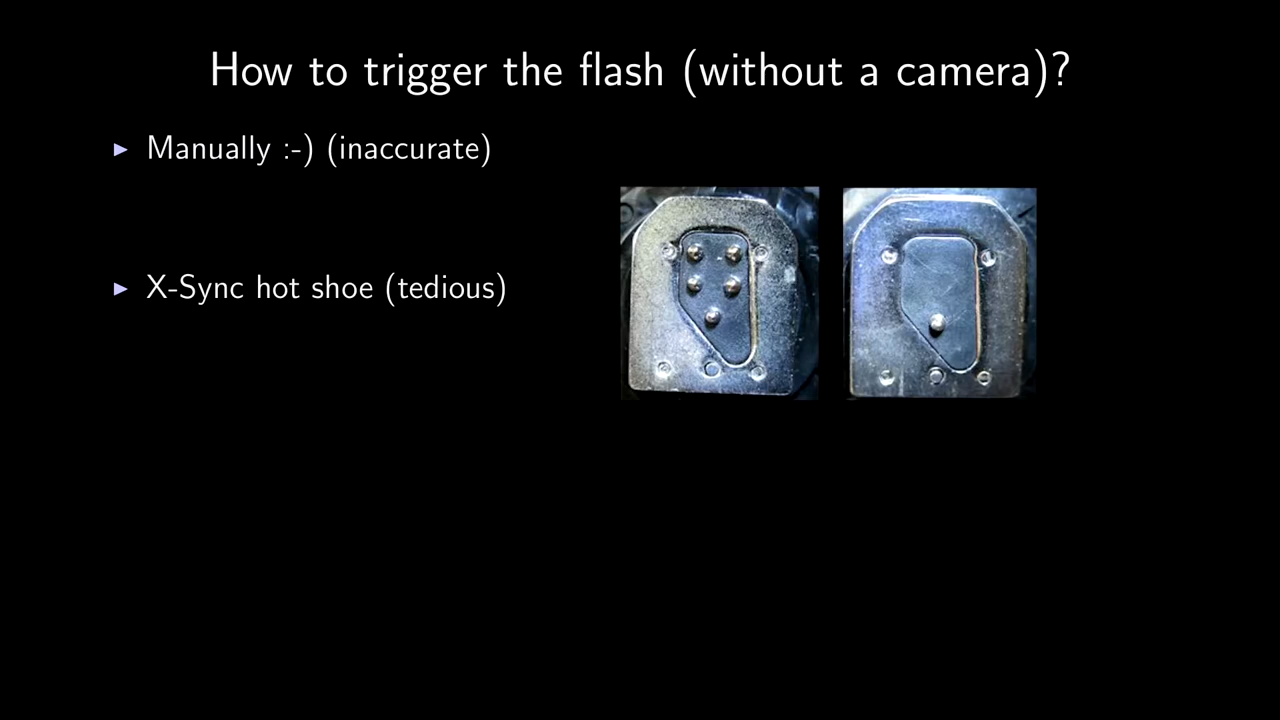 How to trigger the flash (without a camera)?
Manually :-) (inaccurate)
X-Sync hot shoe (tedious)